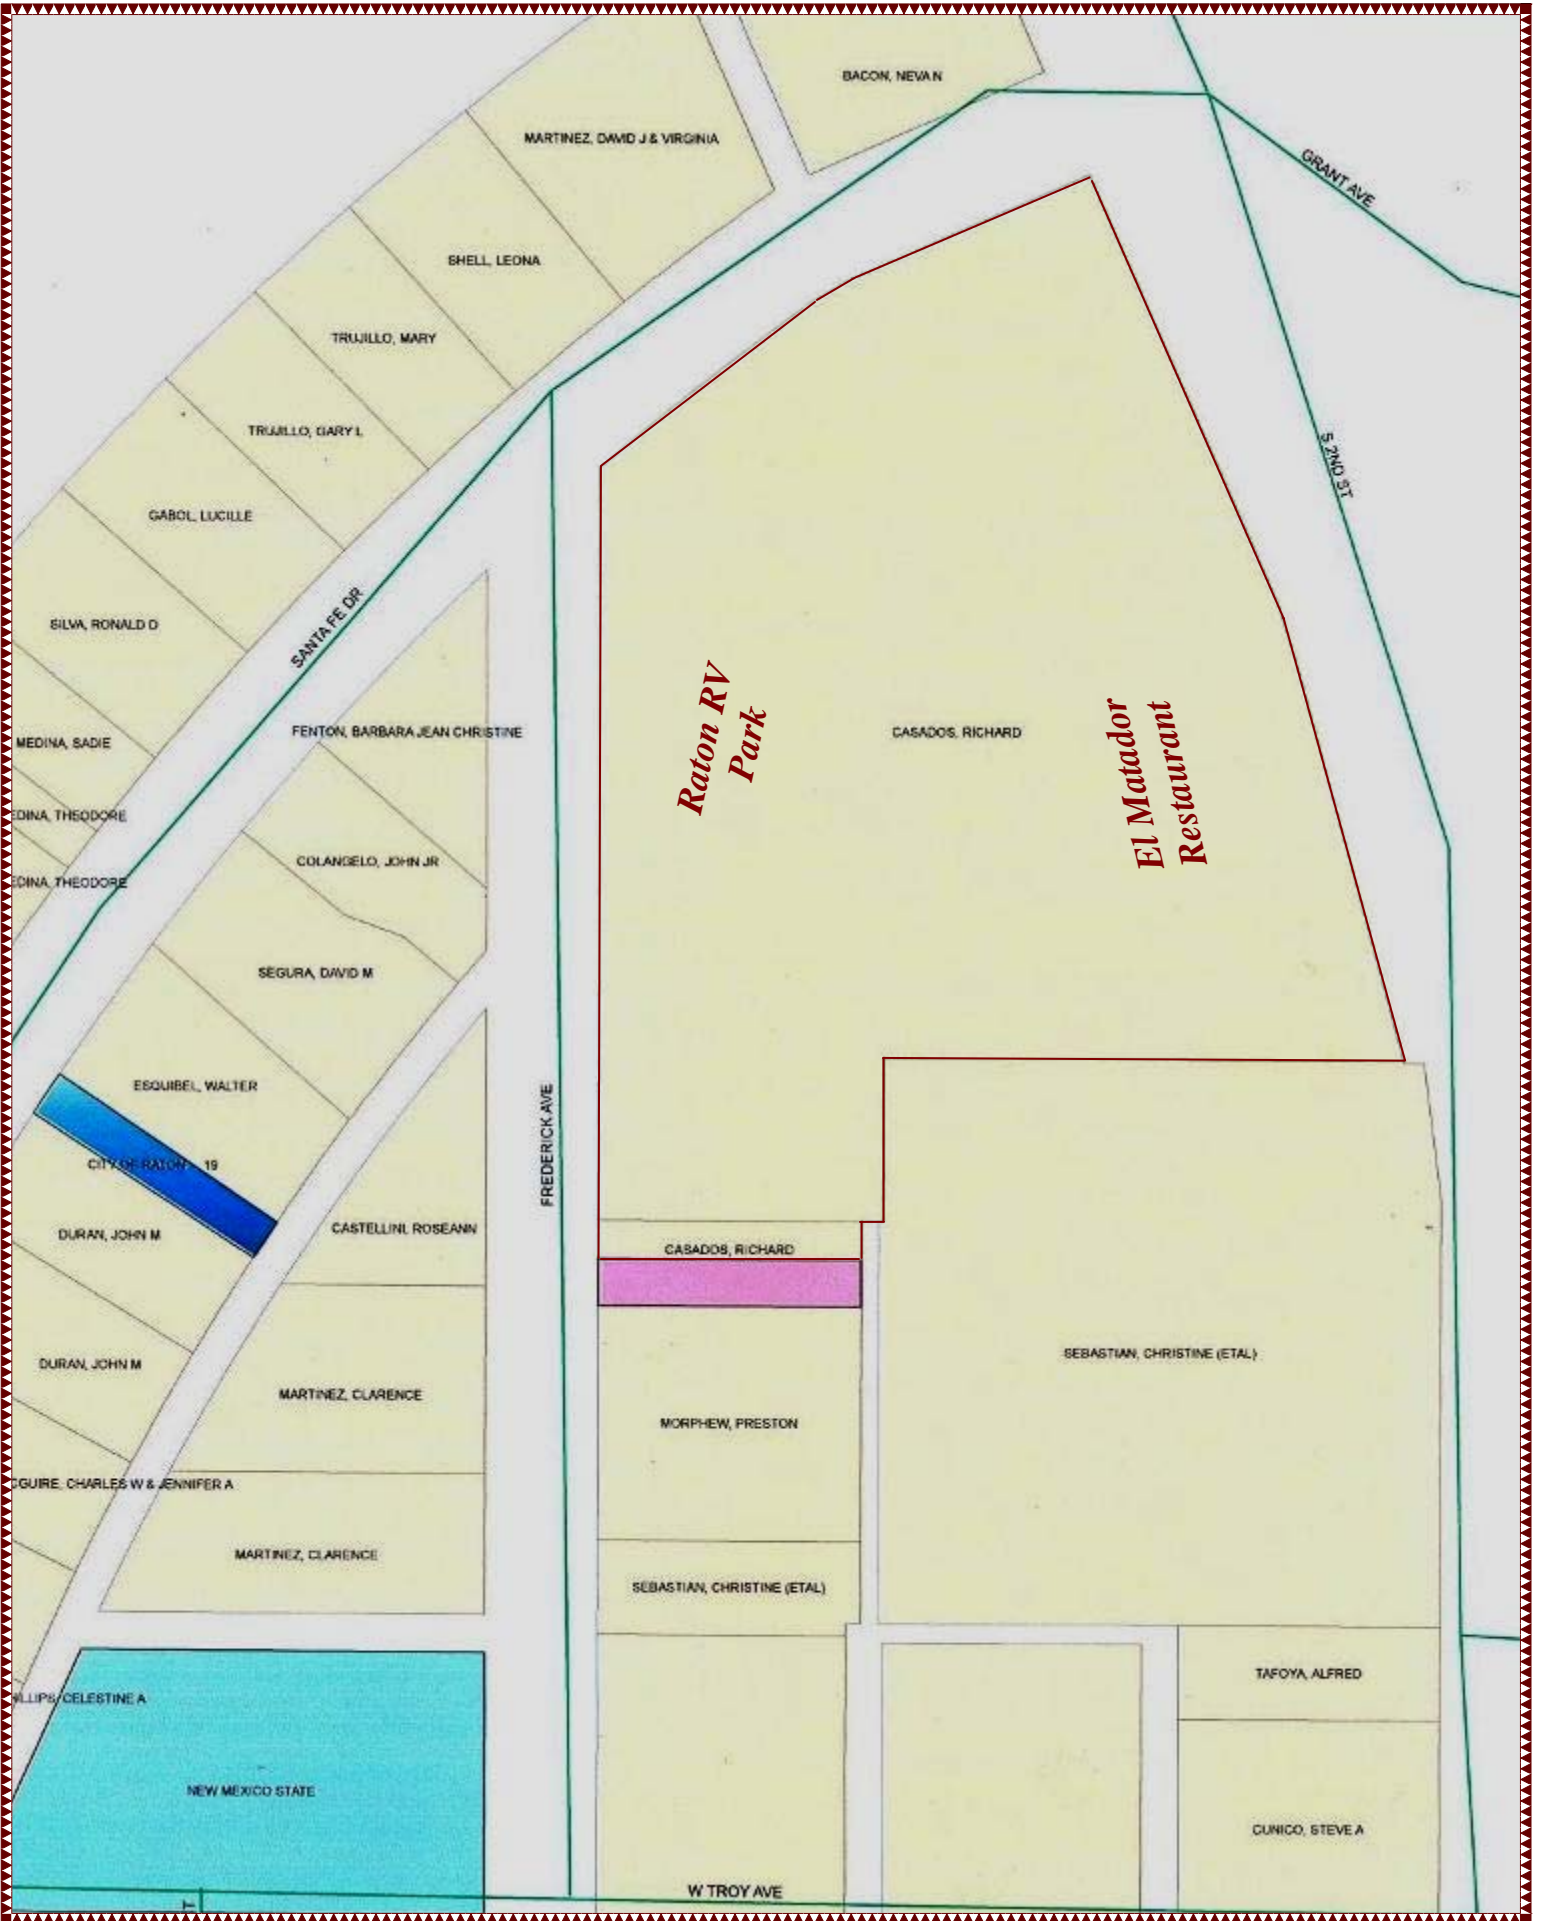 BACON, NEVA N
MARTINEZ, DAVID J & VIRGINIA
GRANT AVE
SHELL, LEONA
TRUJILLO, MARY
TRUJILLO, GARY L
S 2ND ST
GABOL, LUCILLE
SILVA, RONALD D
SANTA FE DR
MEDINA, SADIE
FENTON, BARBARA JEAN CHRISTINE
Raton RV
Park
CASADOS, RICHARD
El Matador
Restaurant
EDINA, THEODORE
COLANGELO, JOHN JR
EDINA, THEODORE
SEGURA, DAVID M
ESQUIBEL, WALTER
FREDERICK AVE
CITY OF RATON 19
DURAN, JOHN M
CASTELLINI, ROSEANN
CASADOS, RICHARD
SEBASTIAN, CHRISTINE (ETAL)
DURAN, JOHN M
MARTINEZ, CLARENCE
MORPHEW, PRESTON
CGUIRE, CHARLES W & JENNIFER A
MARTINEZ, CLARENCE
SEBASTIAN, CHRISTINE (ETAL)
TAFOYA, ALFRED
ILLIPS, CELESTINE A
NEW MEXICO STATE
CUNICO, STEVE A
W TROY AVE
T